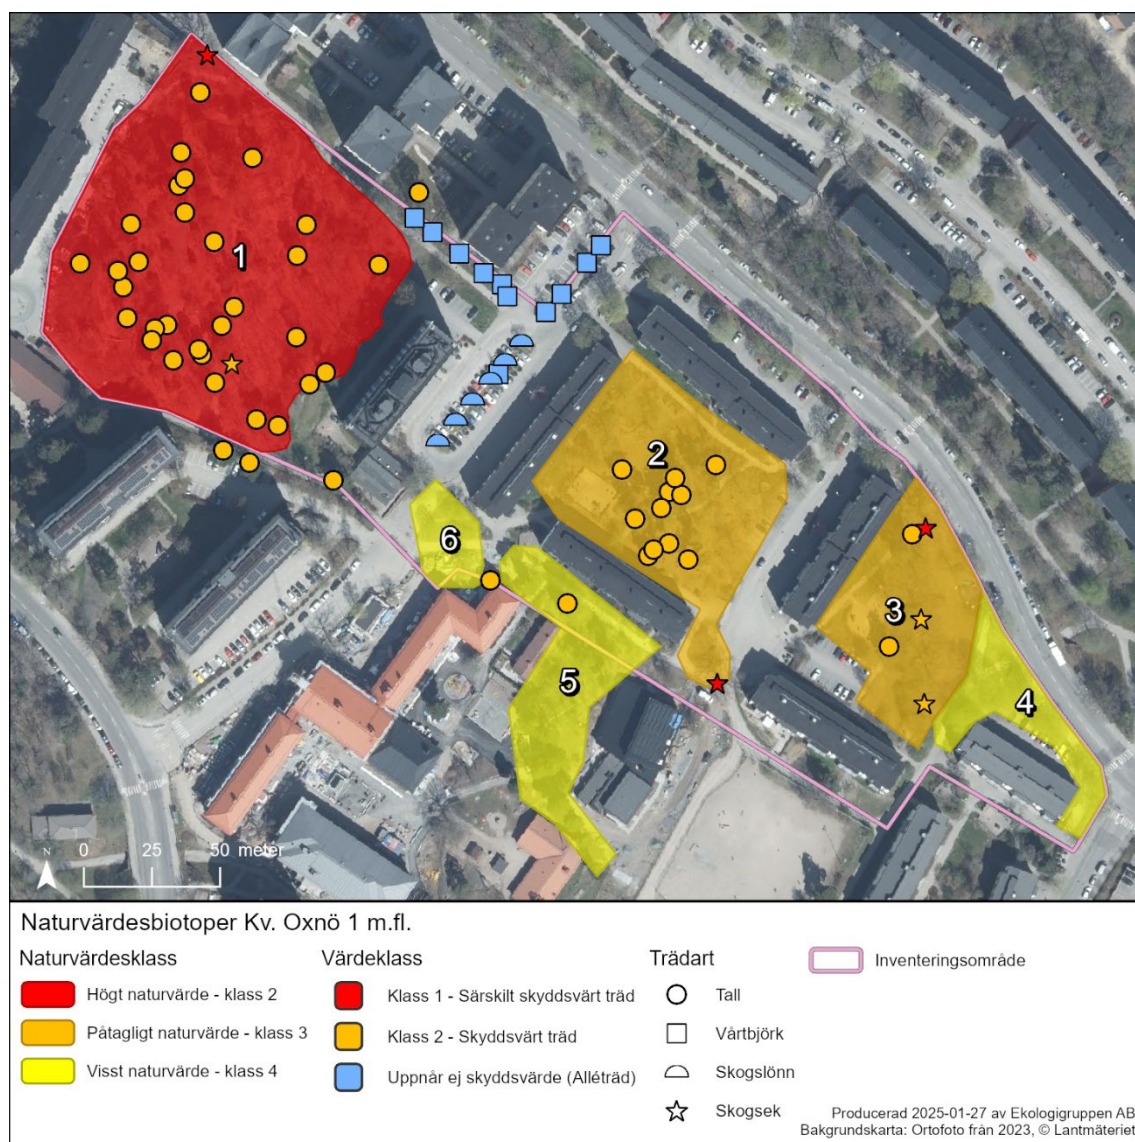 1
2
3
4
5
6
N
0 25 50 meter
Naturvärdesbiotoper Kv. Oxnö 1 m.fl.
Naturvärdesklass
Högt naturvärde - klass 2
Påtagligt naturvärde - klass 3
Visst naturvärde - klass 4
Värdeklass
Klass 1 - Särskilt skyddsvärt träd
Klass 2 - Skyddsvärt träd
Uppnår ej skyddsvärde (Alléträd)
Trädart
Tall
Vårtbjörk
Skogslönn
Skogsek
Inventeringsområde
Producerad 2025-01-27 av Ekologigruppen AB
Bakgrundskarta: Ortofoto från 2023, © Lantmäteriet